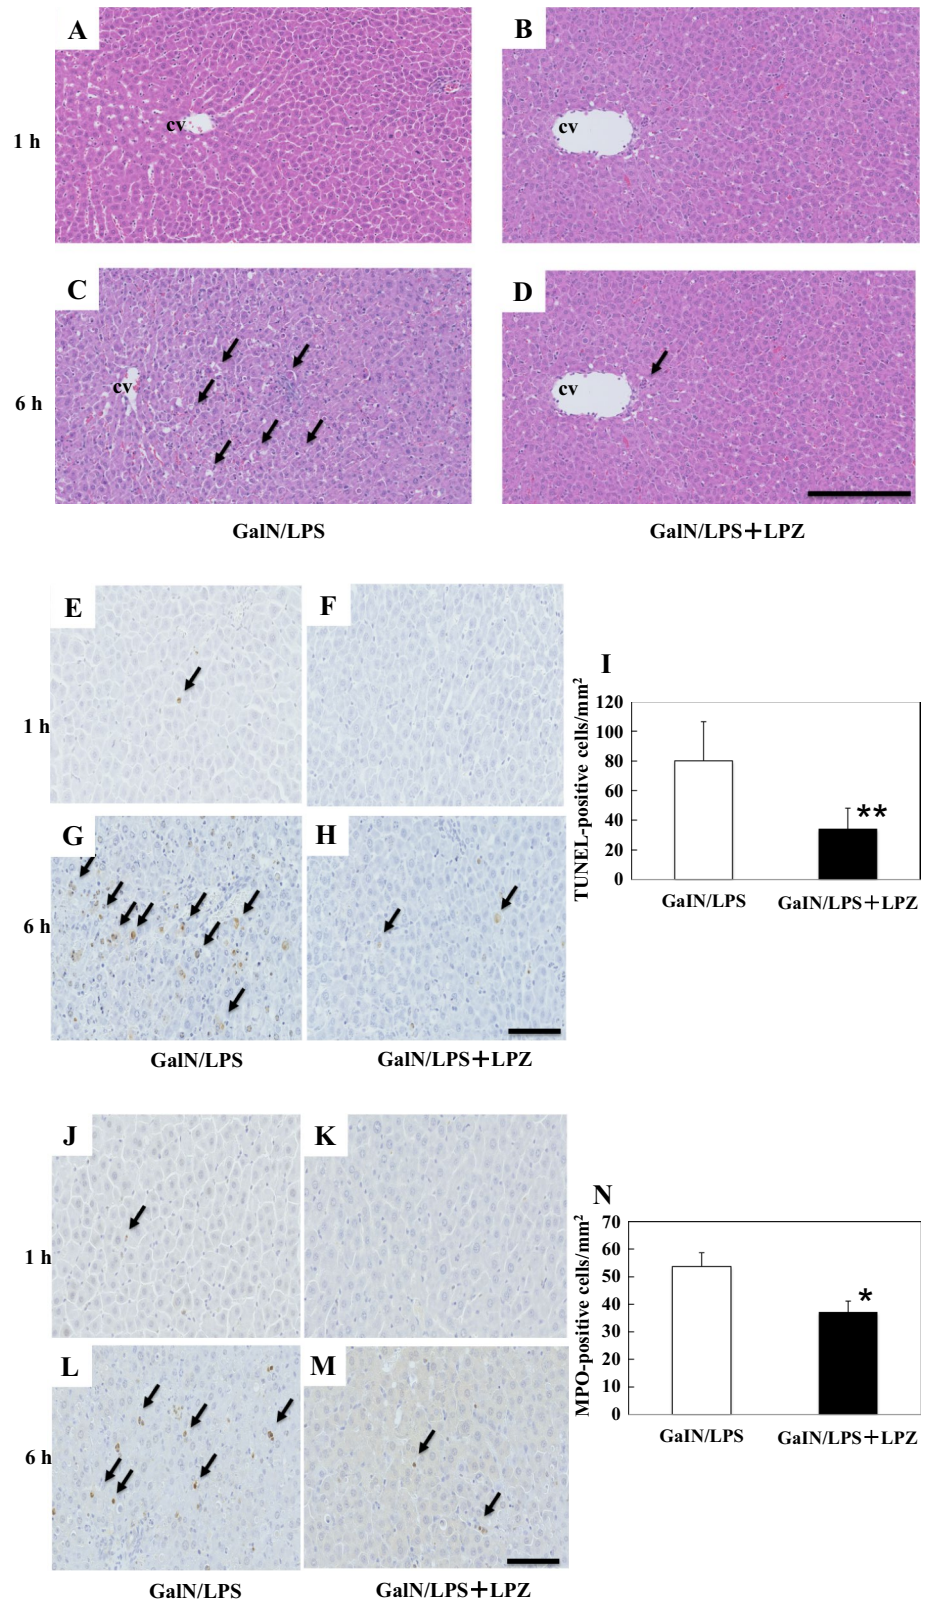 A
B
1 h
cv
cv
C
D
6 h
cv
cv
GalN/LPS
GalN/LPS+LPZ
E
F
1 h
G
H
6 h
GalN/LPS
GalN/LPS+LPZ
I
TUNEL-positive cells/mm²
120
100
80
60
40
20
0
**
GalN/LPS
GalN/LPS+LPZ
J
K
1 h
L
M
6 h
GalN/LPS
GalN/LPS+LPZ
N
MPO-positive cells/mm²
70
60
50
40
30
20
10
0
*
GalN/LPS
GalN/LPS+LPZ